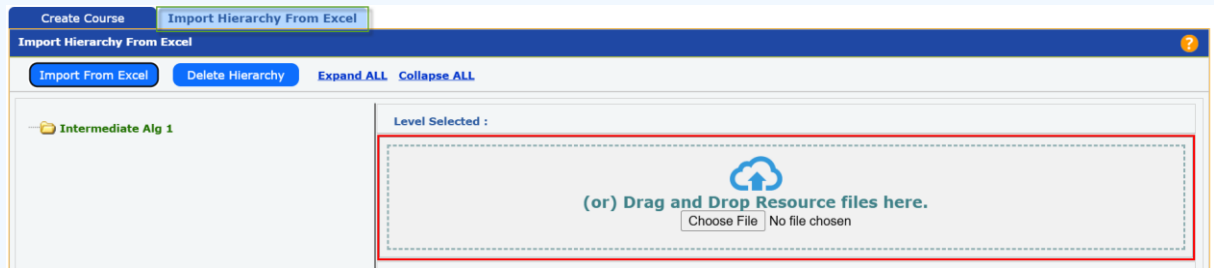 Create Course
Import Hierarchy From Excel
Import Hierarchy From Excel
?
Import From Excel
Delete Hierarchy
Expand ALL
Collapse ALL
Intermediate Alg 1
Level Selected :
(or) Drag and Drop Resource files here.
Choose File No file chosen